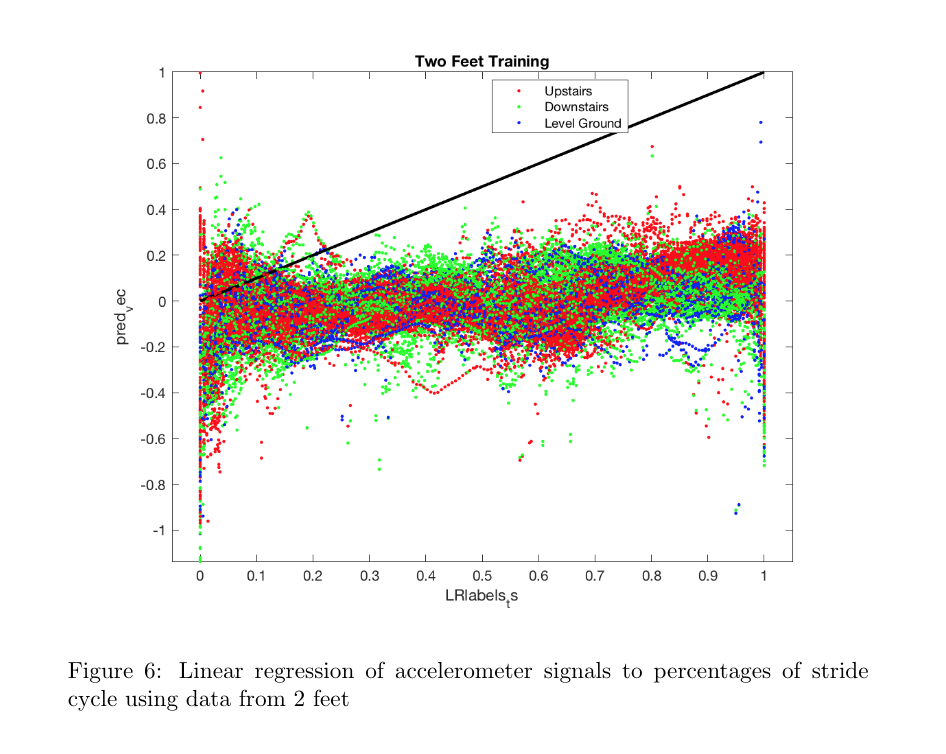 Two Feet Training
Upstairs
Downstairs
Level Ground
1
0.8
0.6
0.4
0.2
0
-0.2
-0.4
-0.6
-0.8
-1
pred_vec
0 0.1 0.2 0.3 0.4 0.5 0.6 0.7 0.8 0.9 1
LRlabels_ts
Figure 6: Linear regression of accelerometer signals to percentages of stride
cycle using data from 2 feet